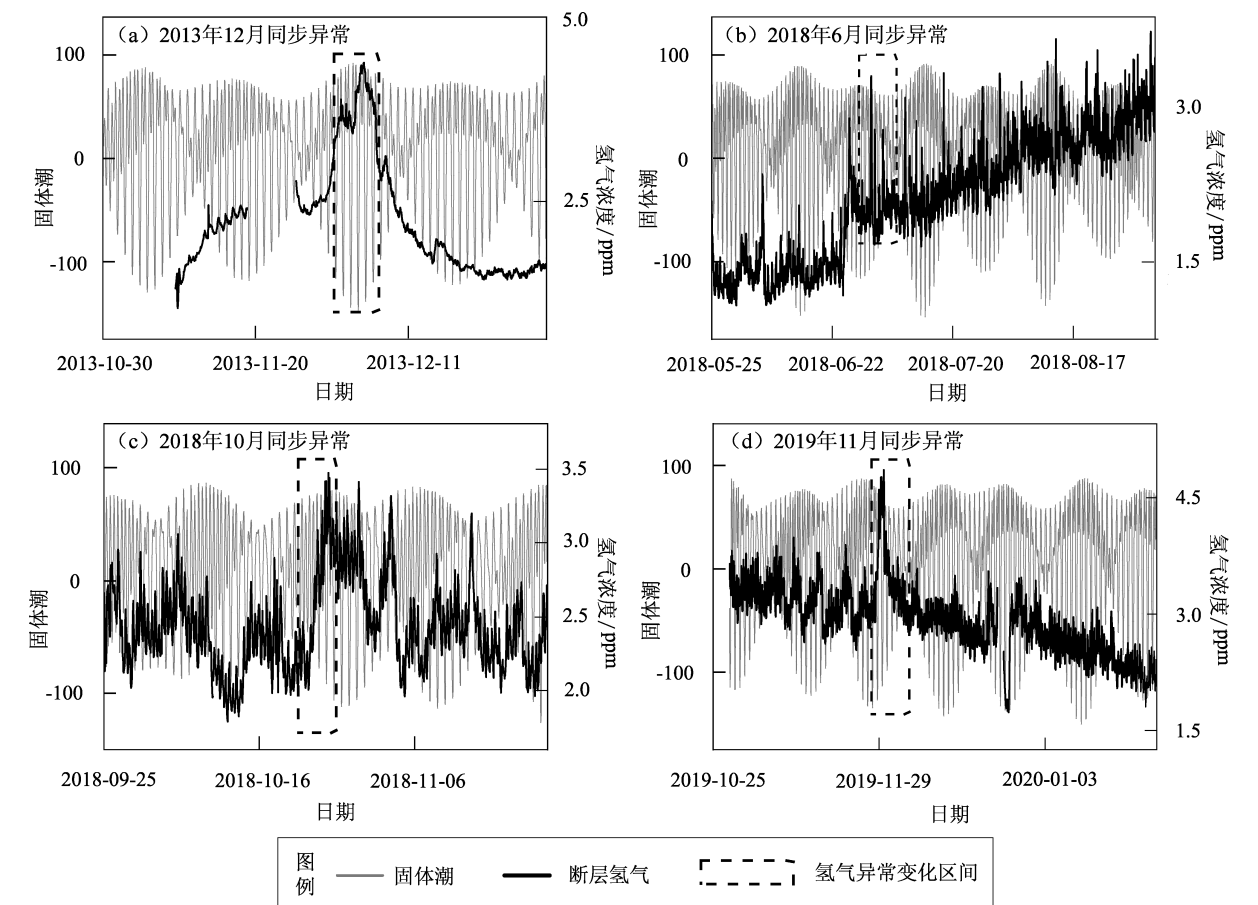 （a）2013年12月同步异常
100
0
-100
固体潮
5.0
2.5
氢气浓度/ppm
2013-10-30
2013-11-20
2013-12-11
日期
（b）2018年6月同步异常
100
0
-100
固体潮
3.0
1.5
氢气浓度/ppm
2018-05-25
2018-06-22
2018-07-20
2018-08-17
日期
（c）2018年10月同步异常
100
0
-100
固体潮
3.5
3.0
2.5
2.0
氢气浓度/ppm
2018-09-25
2018-10-16
2018-11-06
日期
（d）2019年11月同步异常
100
0
-100
固体潮
4.5
3.0
1.5
氢气浓度/ppm
2019-10-25
2019-11-29
2020-01-03
日期
图例
固体潮
断层氢气
氢气异常变化区间